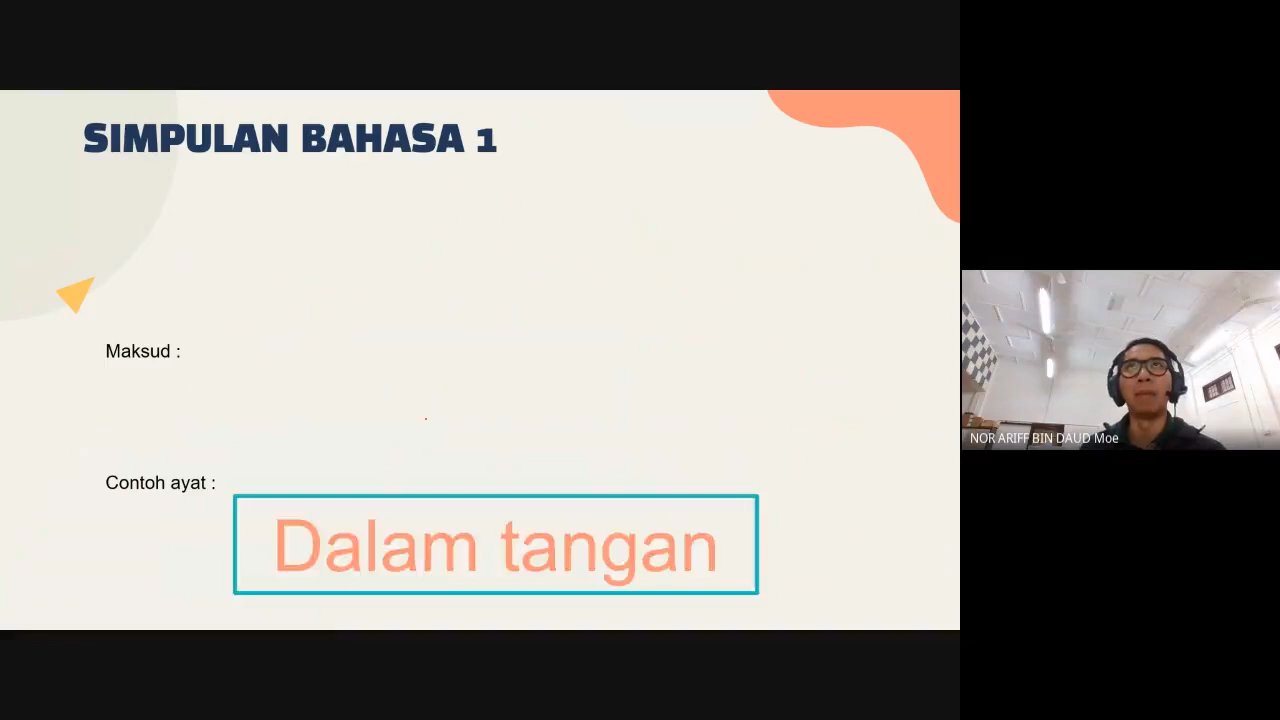 SIMPULAN BAHASA 1
Maksud :
Contoh ayat :
Dalam tangan
NOR ARIFF BIN DAUD Moe